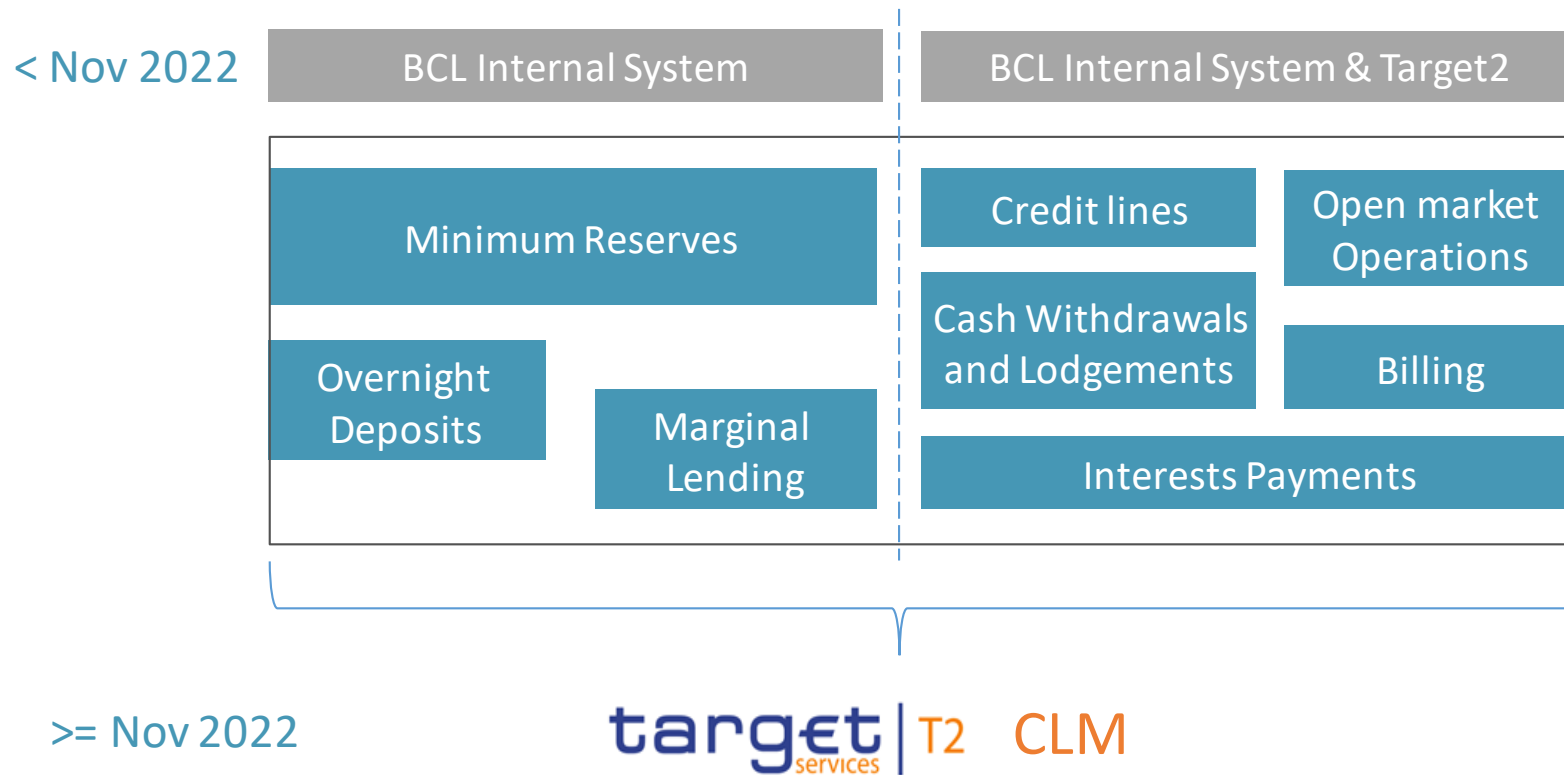 < Nov 2022
BCL Internal System
BCL Internal System & Target2
Minimum Reserves
Overnight
Deposits
Marginal
Lending
Credit lines
Open market
Operations
Cash Withdrawals
and Lodgements
Billing
Interests Payments
>= Nov 2022
target
services
T2
CLM